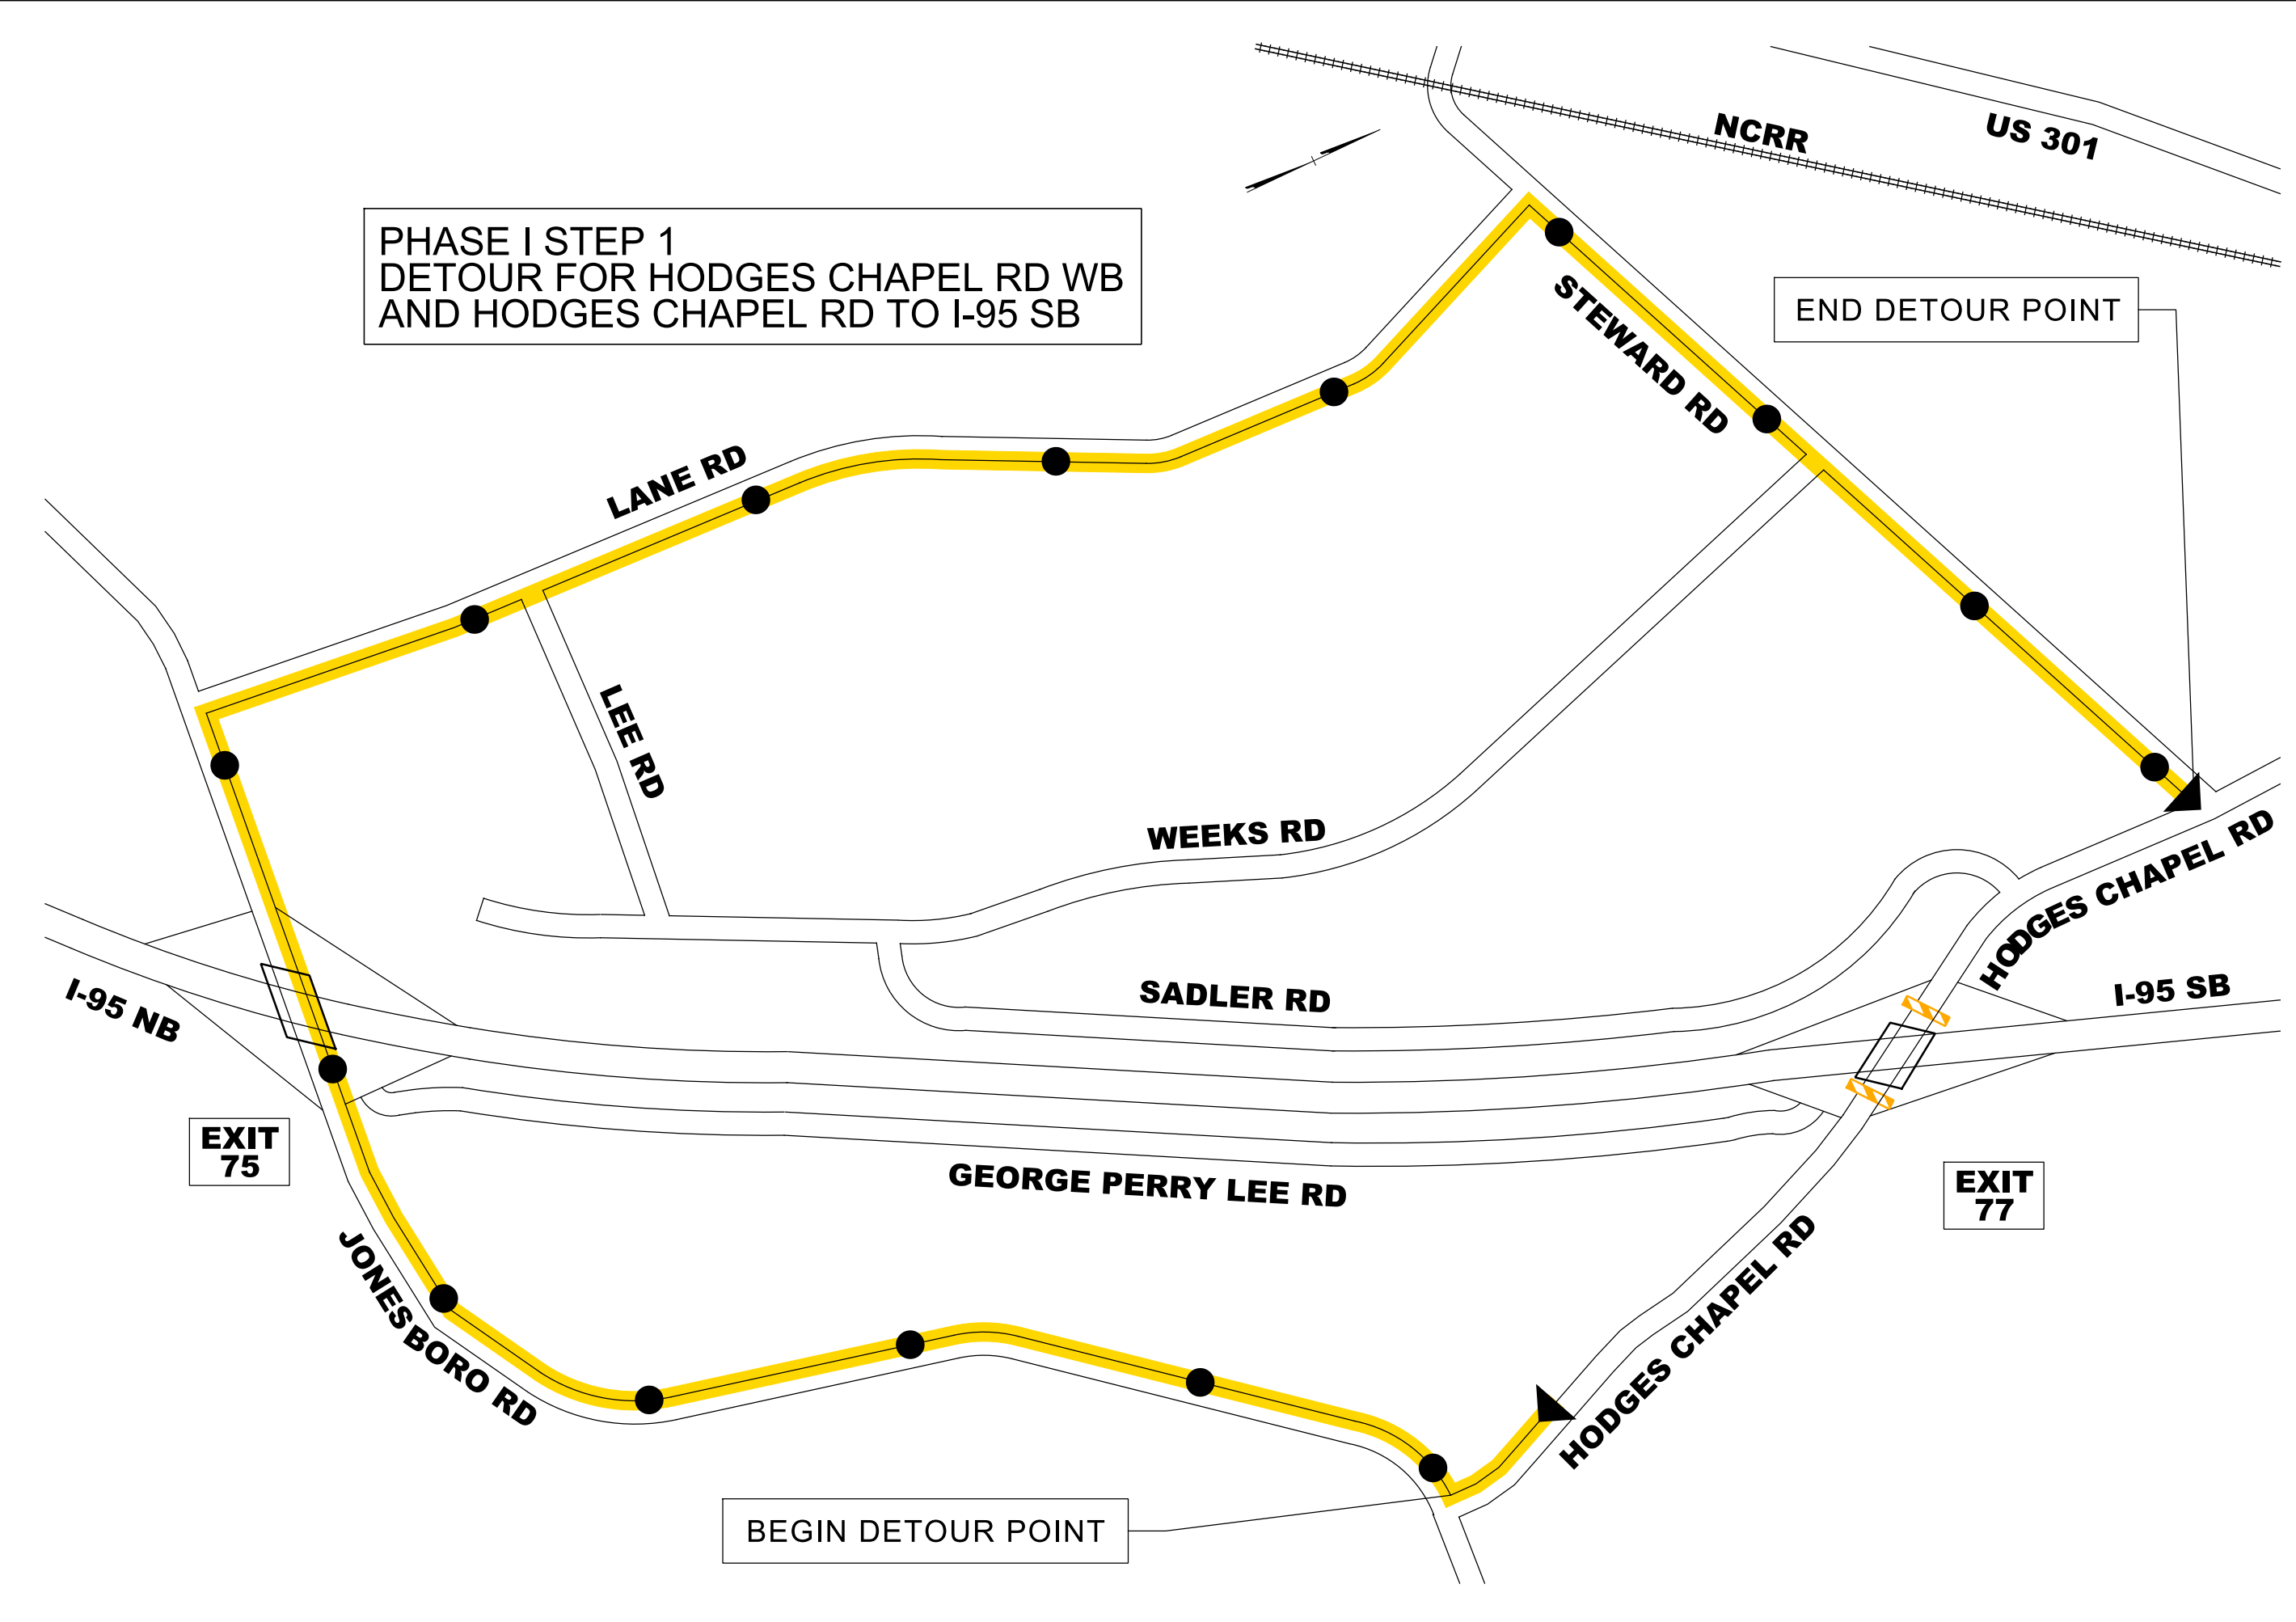 NCRR
US 301
PHASE I STEP 1
DETOUR FOR HODGES CHAPEL RD WB
AND HODGES CHAPEL RD TO I-95 SB
END DETOUR POINT
STEWARD RD
LANE RD
LEE RD
WEEKS RD
HODGES CHAPEL RD
SADLER RD
I-95 SB
I-95 NB
EXIT
75
GEORGE PERRY LEE RD
EXIT
77
JONESBORO RD
HODGES CHAPEL RD
BEGIN DETOUR POINT